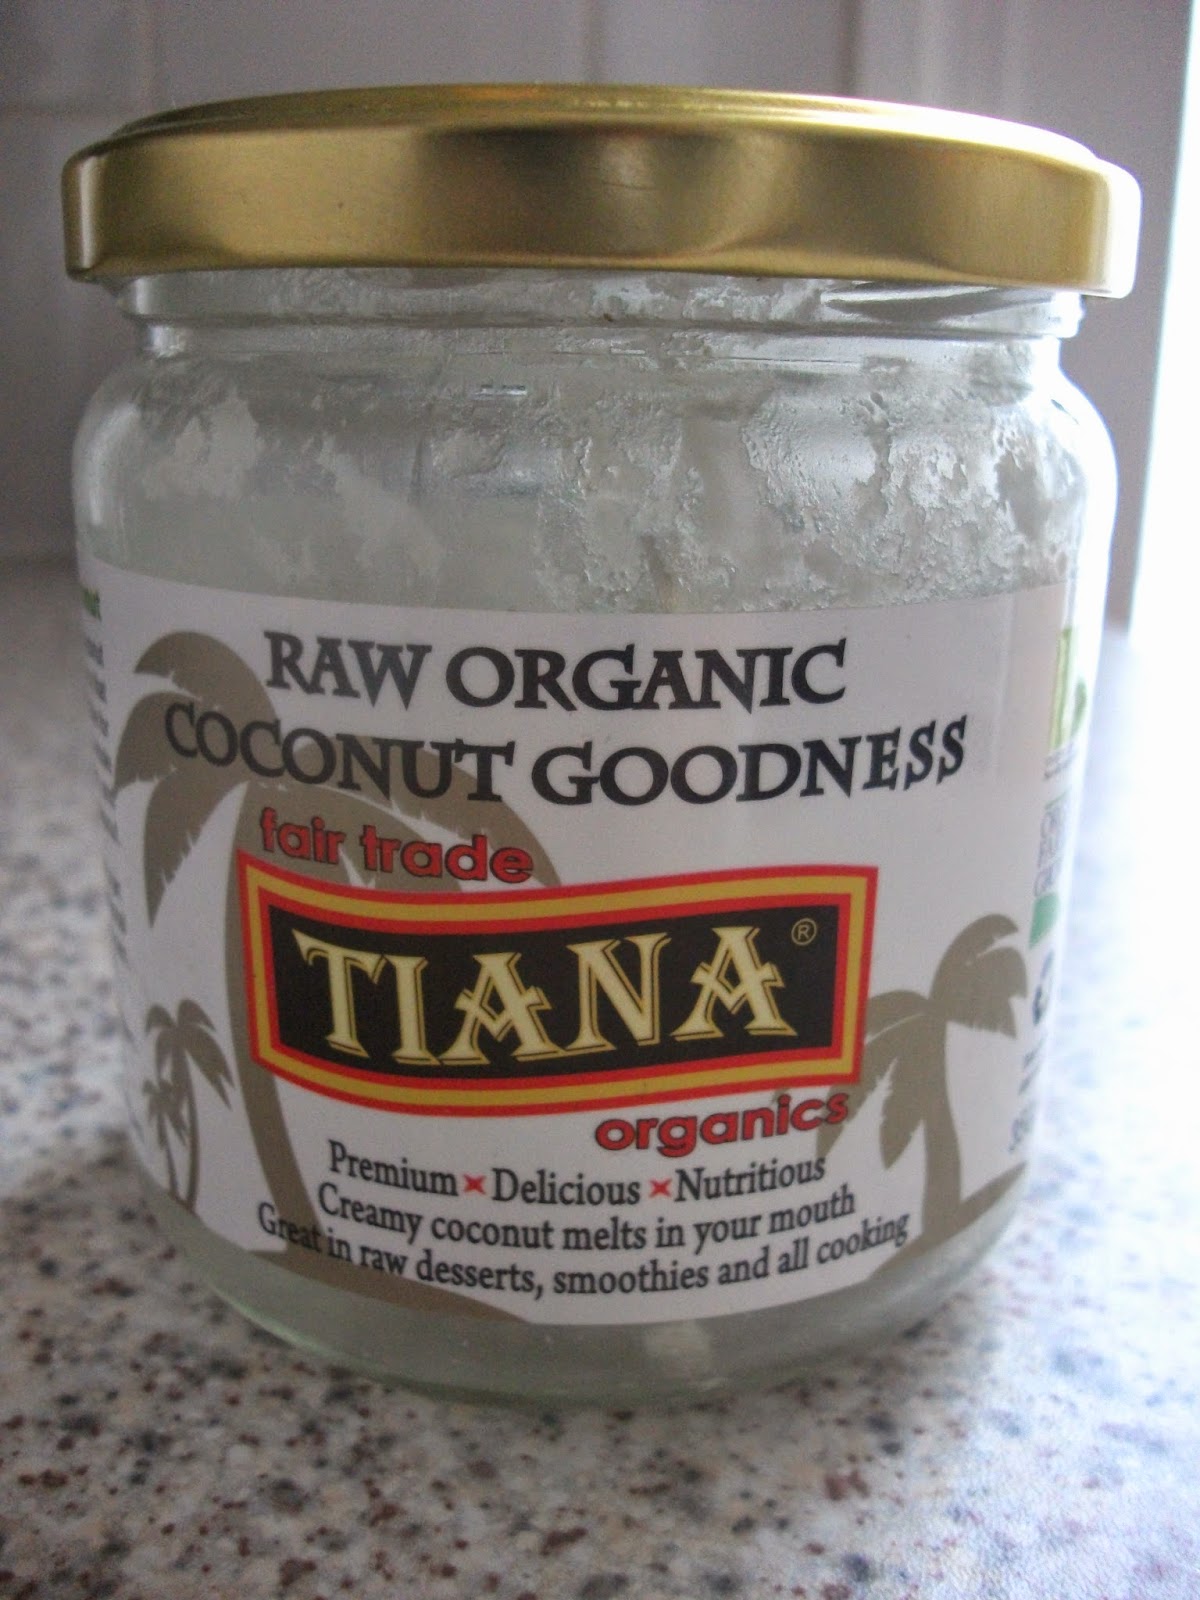 RAW ORGANIC
COCONUT GOODNESS
fair trade
TIANA®
organics
Premium × Delicious × Nutritious
Creamy coconut melts in your mouth
Great in raw desserts, smoothies and all cooking